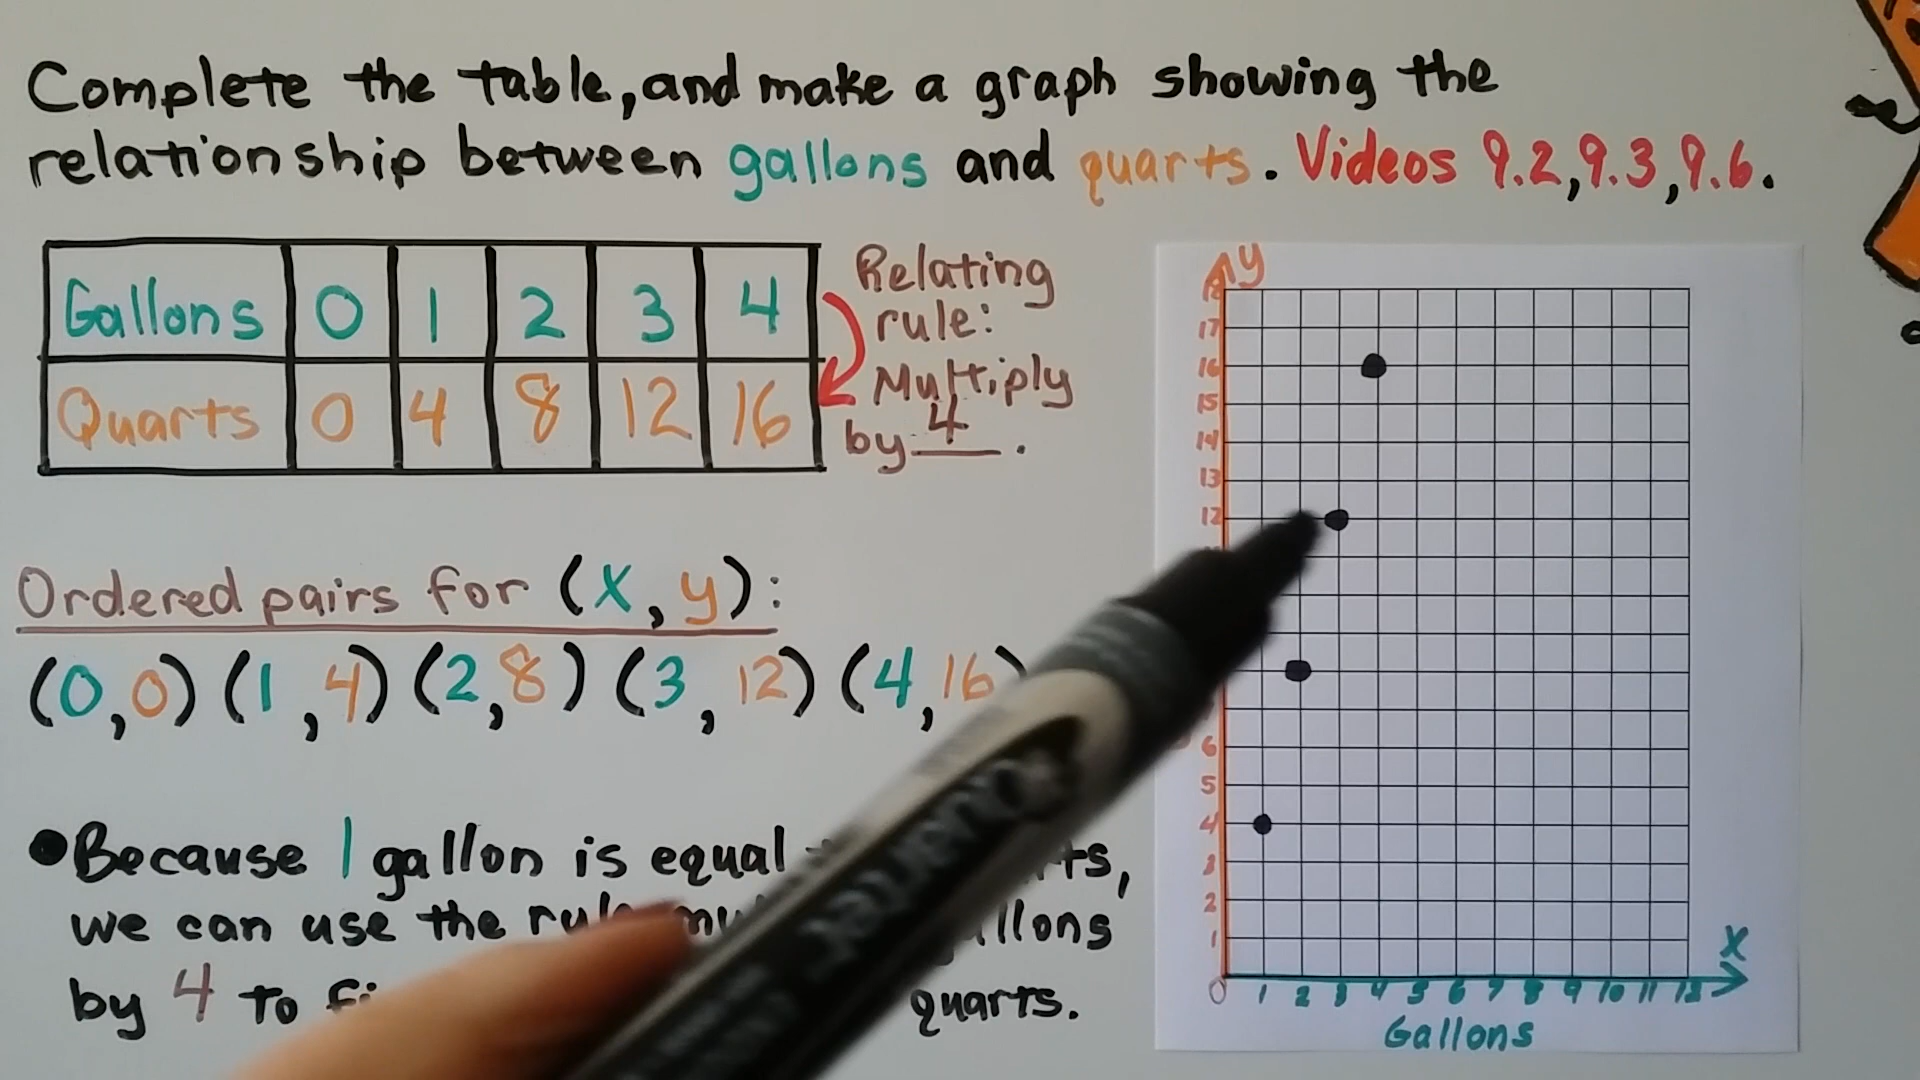 Complete the table, and make a graph showing the
relationship between gallons and quarts. Videos 9.2, 9.3, 9.6.
Gallons 0 1 2 3 4
Quarts 0 4 8 12 16
Relating
rule:
Multiply
by 4.
Ordered pairs for (x, y):
(0,0) (1,4) (2,8) (3,12) (4,16)
• Because 1 gallon is equal
we can use the
by 4 to quarts.
y
18
17
16
15
14
13
12
6
5
4
3
2
1
0 1 2 3 4 5 6 7 8 9 10 11 12
x
Gallons
Quartet